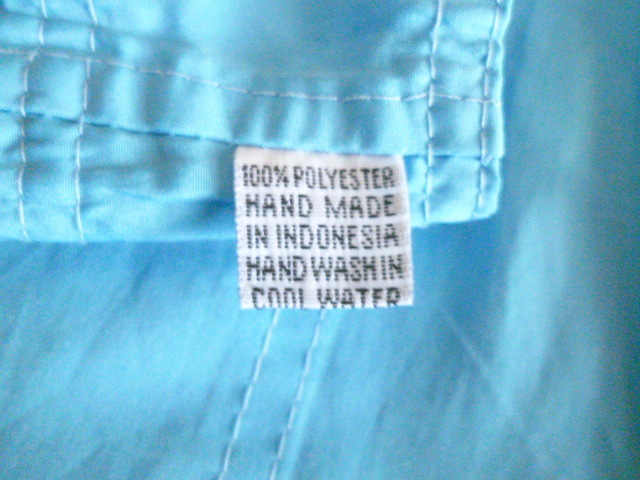 100% POLYESTER
HAND MADE
IN INDONESIA
HAND WASH IN
COOL WATER